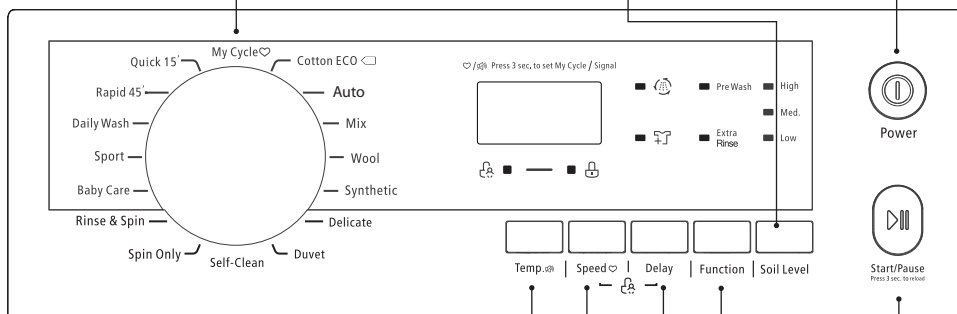 My Cycle♡
Quick 15'
Cotton ECO
Rapid 45'
Auto
Daily Wash
Mix
Sport
Wool
Baby Care
Synthetic
Rinse & Spin
Delicate
Spin Only
Duvet
Self-Clean
♡ / Press 3 sec. to set My Cycle / Signal
Pre Wash
High
Med.
Extra
Rinse
Low
Power
Temp.
Speed♡
Delay
Function
Soil Level
Start/Pause
Press 3 sec. to reload